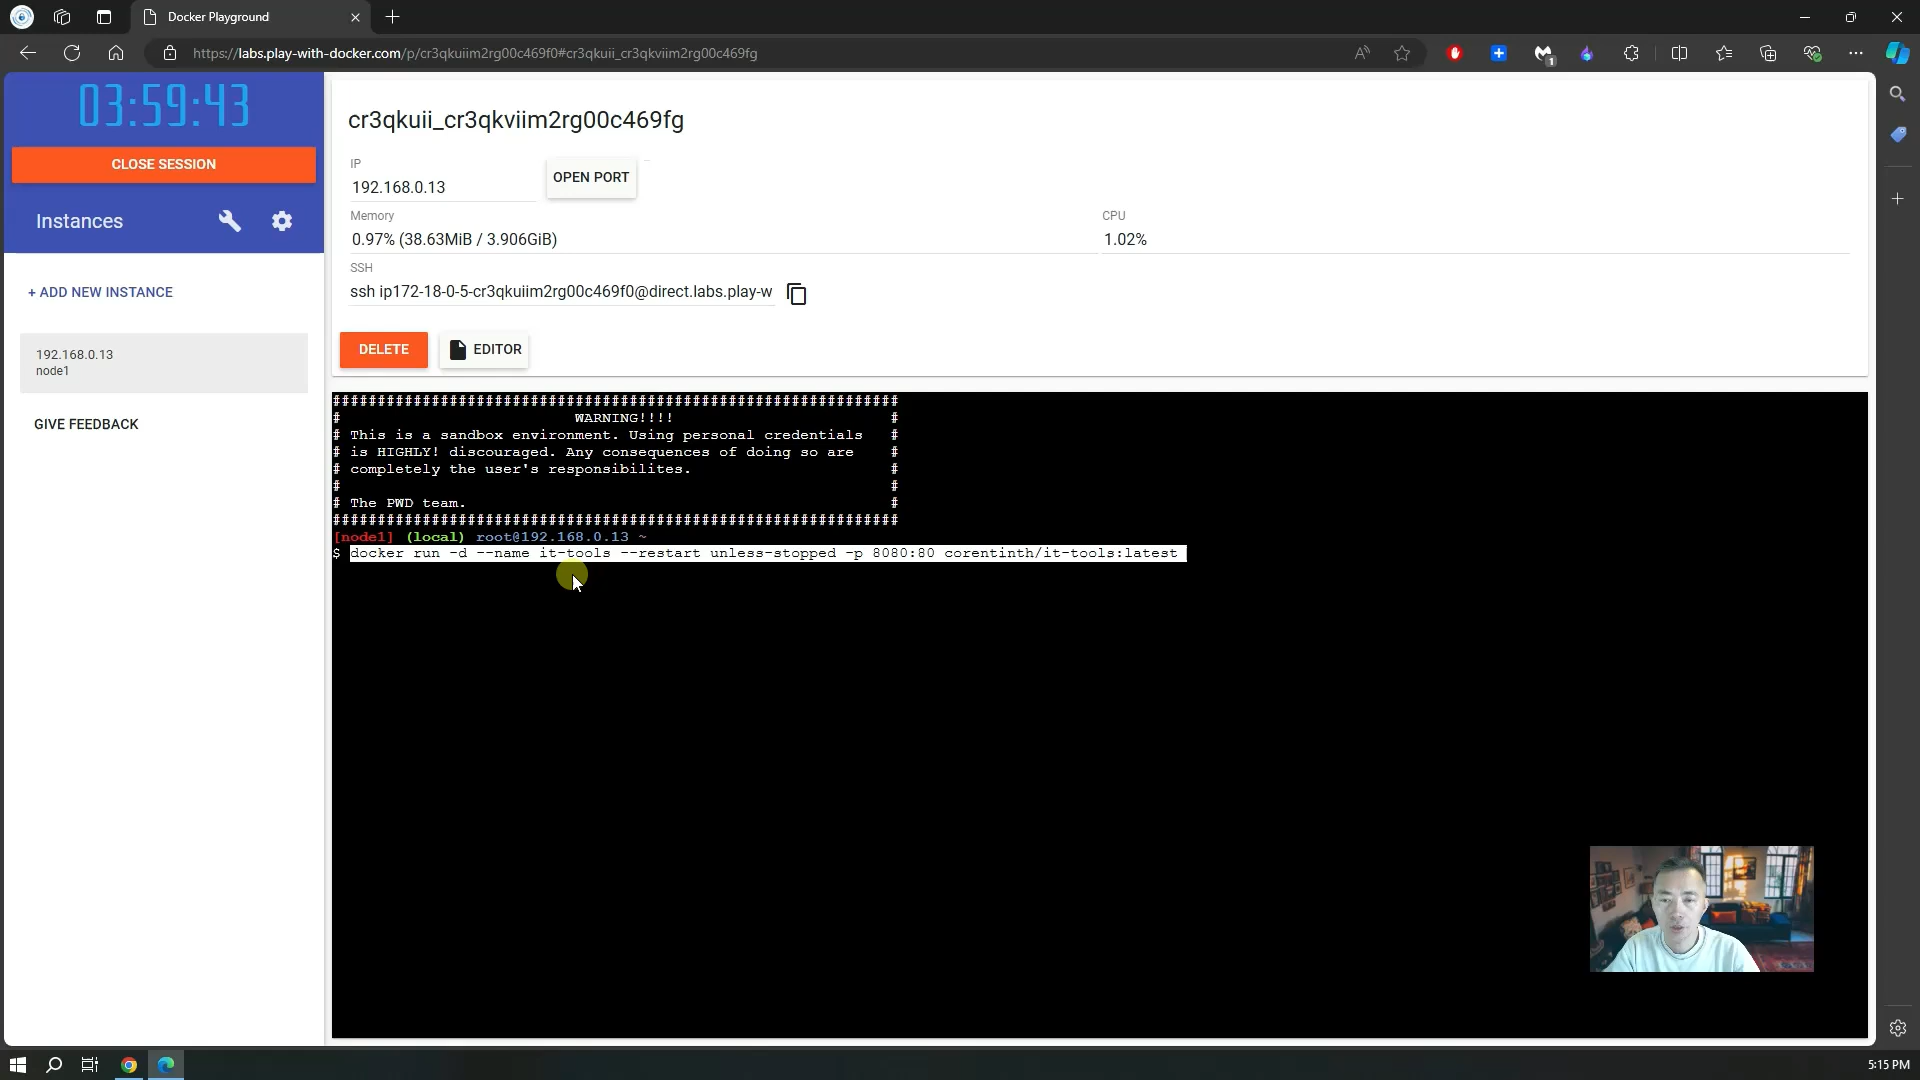 Docker Playground
https://labs.play-with-docker.com/p/cr3qkuiim2rg00c469f0#cr3qkuii_cr3qkviim2rg00c469fg
1
03:59:43
CLOSE SESSION
Instances
+ ADD NEW INSTANCE
192.168.0.13
node1
GIVE FEEDBACK
cr3qkuii_cr3qkviim2rg00c469fg
IP
192.168.0.13
OPEN PORT
Memory
0.97% (38.63MiB / 3.906GiB)
CPU
1.02%
SSH
ssh ip172-18-0-5-cr3qkuiim2rg00c469f0@direct.labs.play-w
DELETE
EDITOR
###############################################################
#                          WARNING!!!!                        #
# This is a sandbox environment. Using personal credentials   #
# is HIGHLY! discouraged. Any consequences of doing so are    #
# completely the user's responsibilites.                      #
#                                                             #
# The PWD team.                                               #
###############################################################
[node1] (local) root@192.168.0.13 ~
$ docker run -d --name it-tools --restart unless-stopped -p 8080:80 corentinth/it-tools:latest
5:15 PM